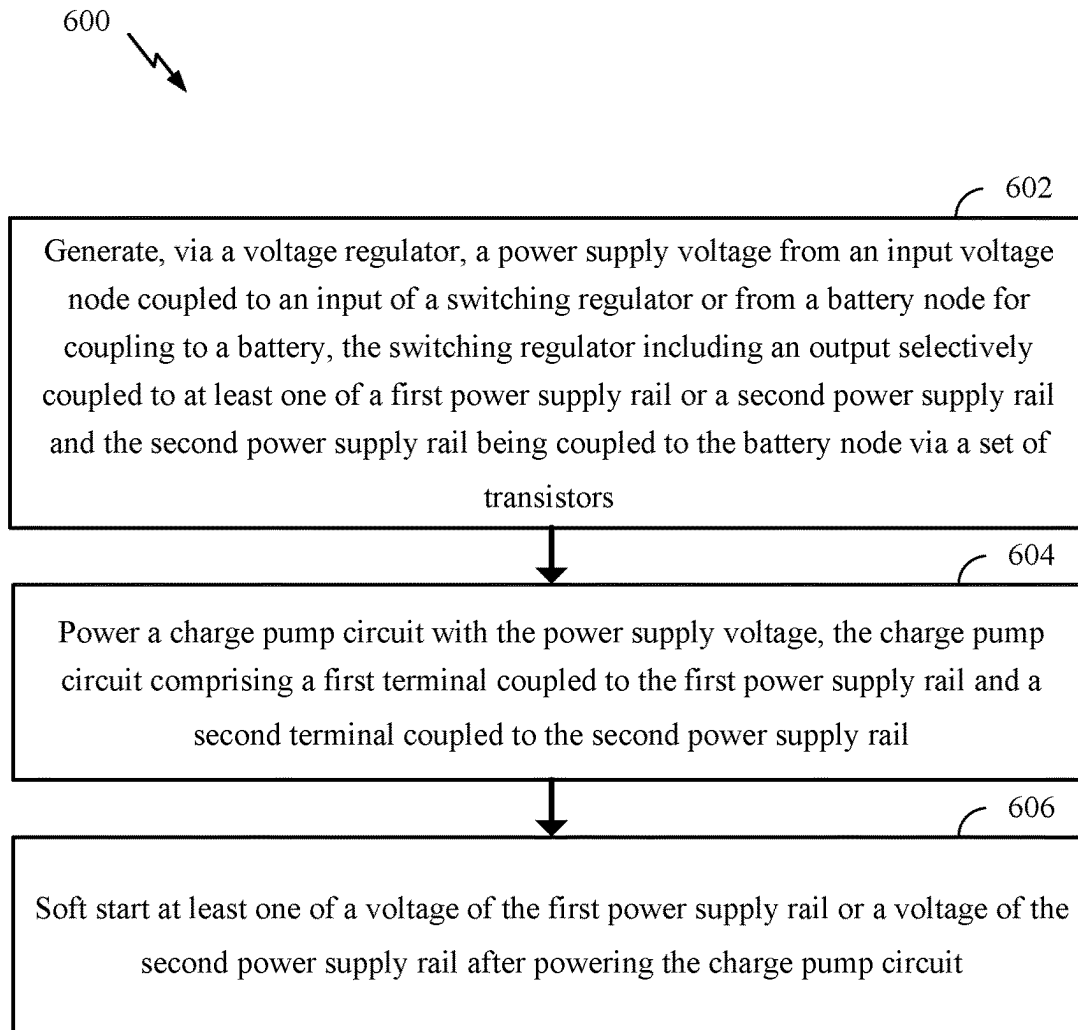 600
602
Generate, via a voltage regulator, a power supply voltage from an input voltage
node coupled to an input of a switching regulator or from a battery node for
coupling to a battery, the switching regulator including an output selectively
coupled to at least one of a first power supply rail or a second power supply rail
and the second power supply rail being coupled to the battery node via a set of
transistors
604
Power a charge pump circuit with the power supply voltage, the charge pump
circuit comprising a first terminal coupled to the first power supply rail and a
second terminal coupled to the second power supply rail
606
Soft start at least one of a voltage of the first power supply rail or a voltage of the
second power supply rail after powering the charge pump circuit